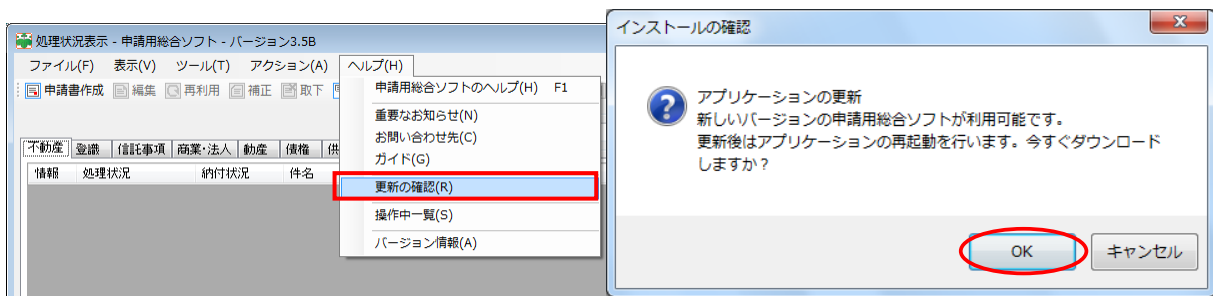 処理状況表示 - 申請用総合ソフト - バージョン3.5B
ファイル(F) 表示(V) ツール(T) アクション(A) ヘルプ(H)
申請書作成 編集 再利用 補正 取下
申請用総合ソフトのヘルプ(H) F1
重要なお知らせ(N)
お問い合わせ先(C)
ガイド(G)
更新の確認(R)
操作中一覧(S)
バージョン情報(A)
不動産 登識 信託事項 商業・法人 動産 債権 供
情報 処理状況 納付状況 件名
インストールの確認
アプリケーションの更新
新しいバージョンの申請用総合ソフトが利用可能です。
更新後はアプリケーションの再起動を行います。今すぐダウンロード
しますか？
OK キャンセル